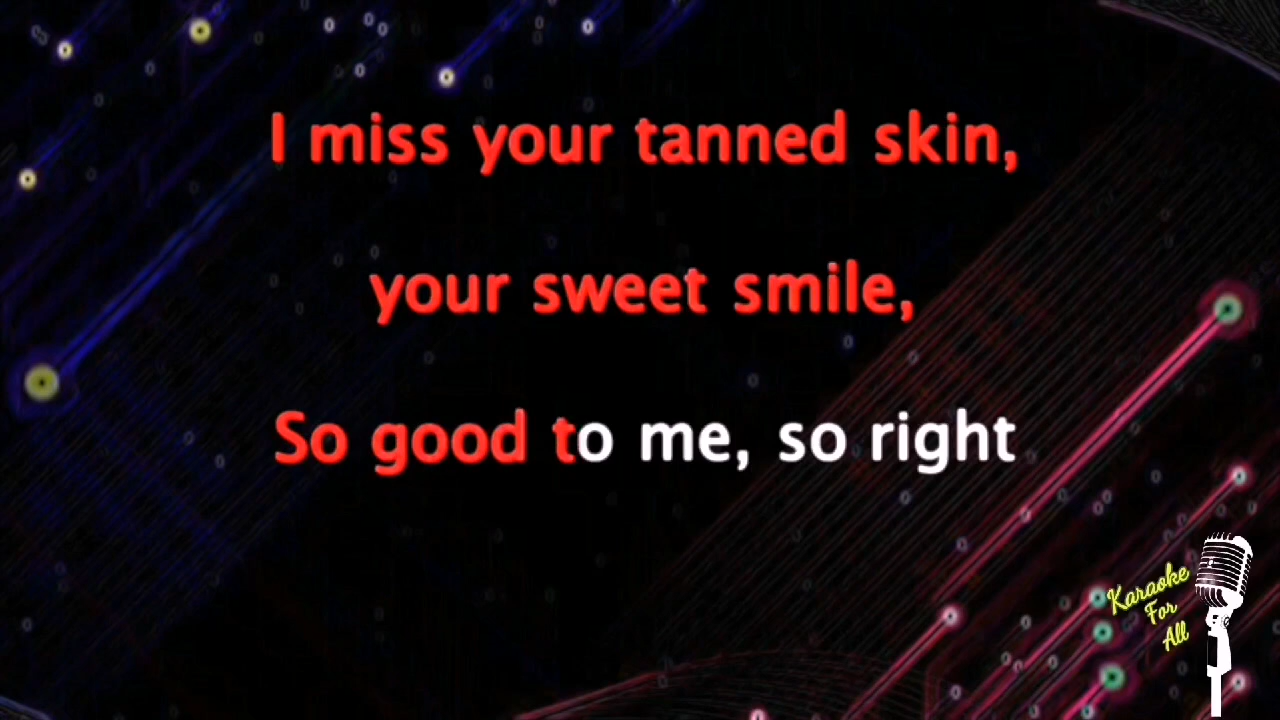 I miss your tanned skin,
your sweet smile,
So good to me, so right
Karaoke
For
All